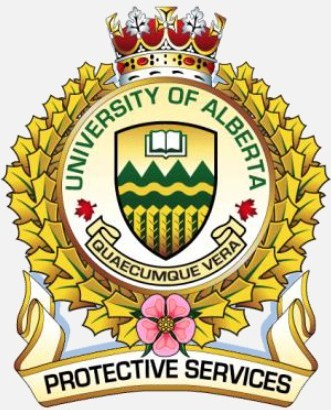 UNIVERSITY OF ALBERTA
QUAECUMQUE VERA
PROTECTIVE SERVICES